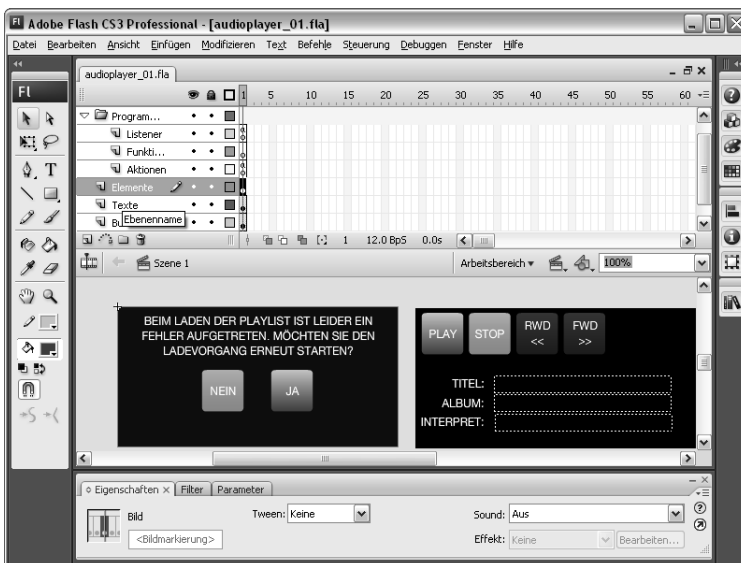 Adobe Flash CS3 Professional - [audioplayer_01.fla]
Datei Bearbeiten Ansicht Einfügen Modifizieren Text Befehle Steuerung Debuggen Fenster Hilfe
audioplayer_01.fla
Fl
1 5 10 15 20 25 30 35 40 45 50 55 60
Program...
Listener
Funkti...
Aktionen
Elemente
Texte
Bu
Ebenenname
1 12.0 BpS 0.0s
Szene 1
Arbeitsbereich
100%
BEIM LADEN DER PLAYLIST IST LEIDER EIN
FEHLER AUFGETRETEN. MÖCHTEN SIE DEN
LADEVORGANG ERNEUT STARTEN?
NEIN JA
PLAY STOP RWD << FWD >>
TITEL:
ALBUM:
INTERPRET:
Eigenschaften Filter Parameter
Bild
<Bildmarkierung>
Tween: Keine
Sound: Aus
Effekt: Keine Bearbeiten...